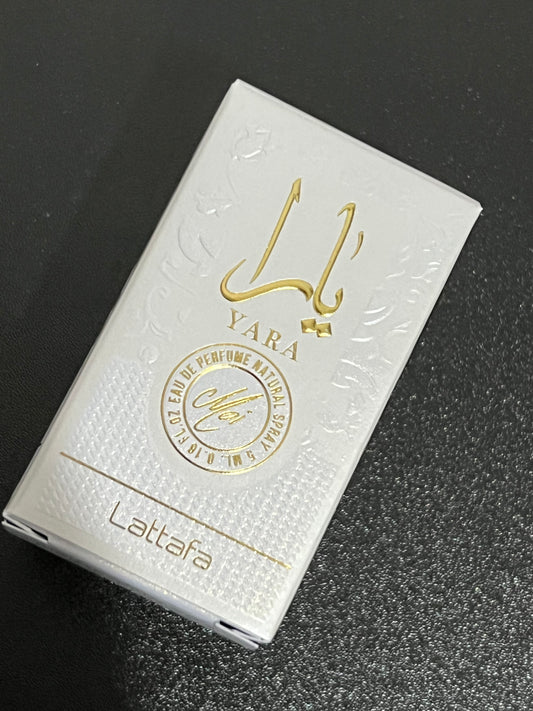 يارا
YARA
EAU DE PERFUME NATURAL SPRAY 5 ML. 0.18 FL.OZ
Moi
Lattafa